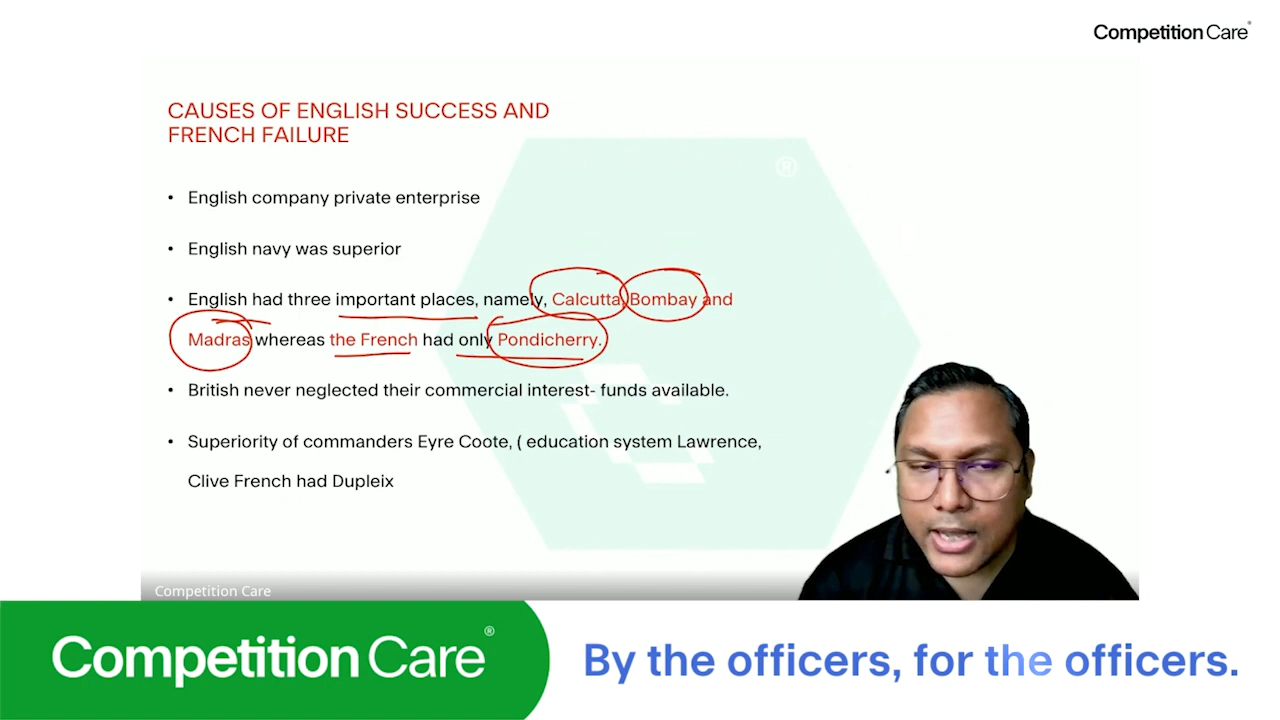 Competition Care®
CAUSES OF ENGLISH SUCCESS AND
FRENCH FAILURE
®
• English company private enterprise
• English navy was superior
• English had three important places, namely, Calcutta, Bombay and
Madras whereas the French had only Pondicherry.
• British never neglected their commercial interest- funds available.
• Superiority of commanders Eyre Coote, ( education system Lawrence,
Clive French had Dupleix
Competition Care
Competition Care®
By the officers, for the officers.